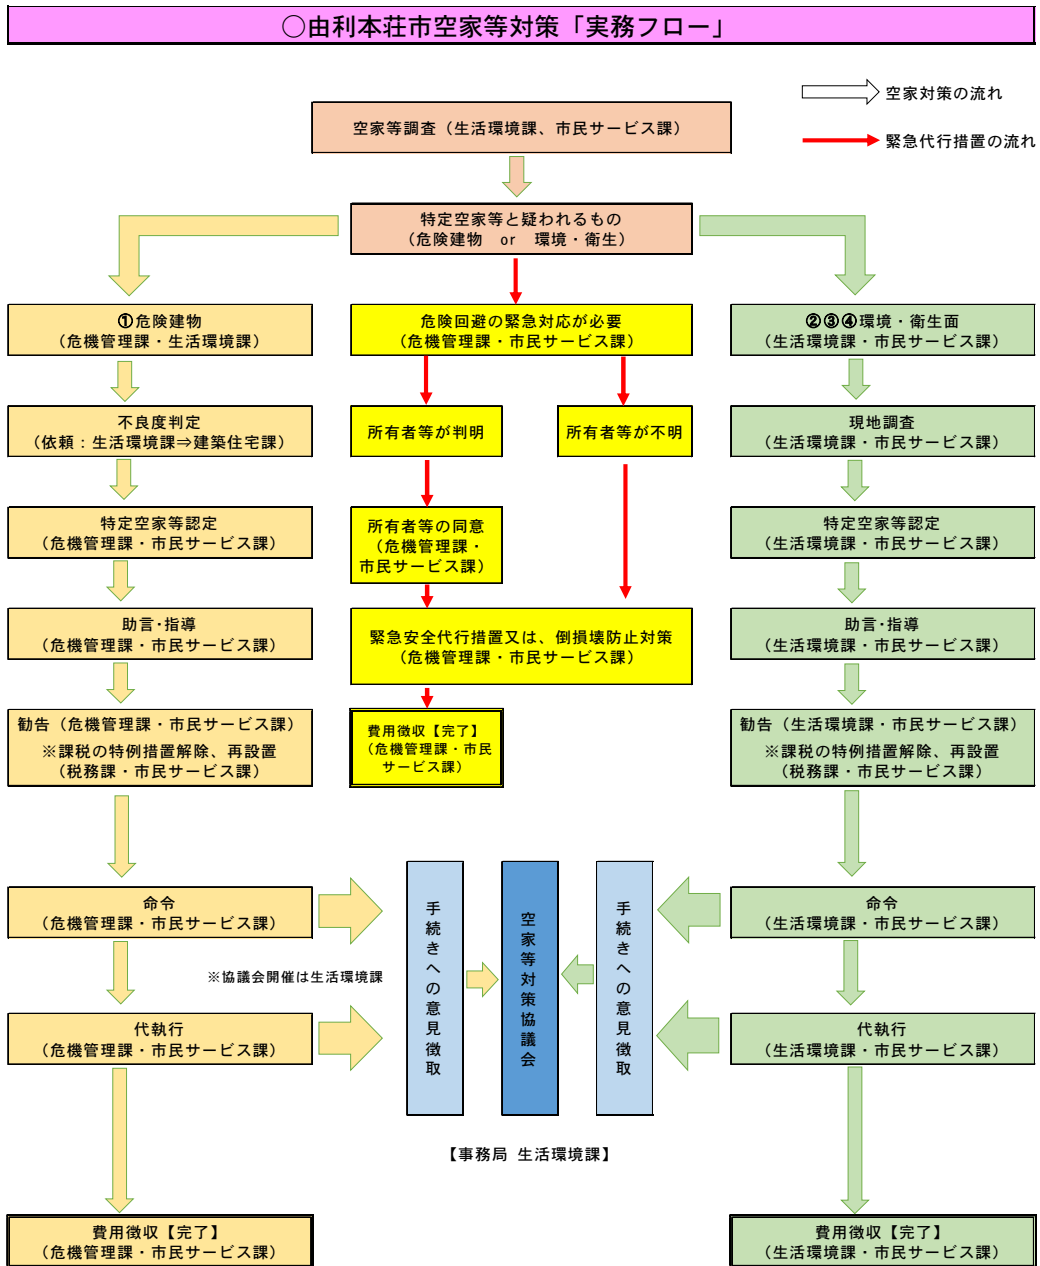 ○由利本荘市空家等対策「実務フロー」
空家対策の流れ
緊急代行措置の流れ
空家等調査（生活環境課、市民サービス課）
特定空家等と疑われるもの
（危険建物　or　環境・衛生）
①危険建物
（危機管理課・生活環境課）
危険回避の緊急対応が必要
（危機管理課・市民サービス課）
②③④環境・衛生面
（生活環境課・市民サービス課）
不良度判定
（依頼：生活環境課⇒建築住宅課）
所有者等が判明
所有者等が不明
現地調査
（生活環境課・市民サービス課）
特定空家等認定
（危機管理課・市民サービス課）
所有者等の同意
（危機管理課・
市民サービス課）
特定空家等認定
（生活環境課・市民サービス課）
助言・指導
（危機管理課・市民サービス課）
緊急安全代行措置又は、倒損壊防止対策
（危機管理課・市民サービス課）
助言・指導
（生活環境課・市民サービス課）
勧告（危機管理課・市民サービス課）
※課税の特例措置解除、再設置
（税務課・市民サービス課）
費用徴収【完了】
（危機管理課・市民
サービス課）
勧告（生活環境課・市民サービス課）
※課税の特例措置解除、再設置
（税務課・市民サービス課）
命令
（危機管理課・市民サービス課）
手続きへの意見徴取
空家等対策協議会
手続きへの意見徴取
命令
（生活環境課・市民サービス課）
※協議会開催は生活環境課
代執行
（危機管理課・市民サービス課）
代執行
（生活環境課・市民サービス課）
【事務局 生活環境課】
費用徴収【完了】
（危機管理課・市民サービス課）
費用徴収【完了】
（生活環境課・市民サービス課）